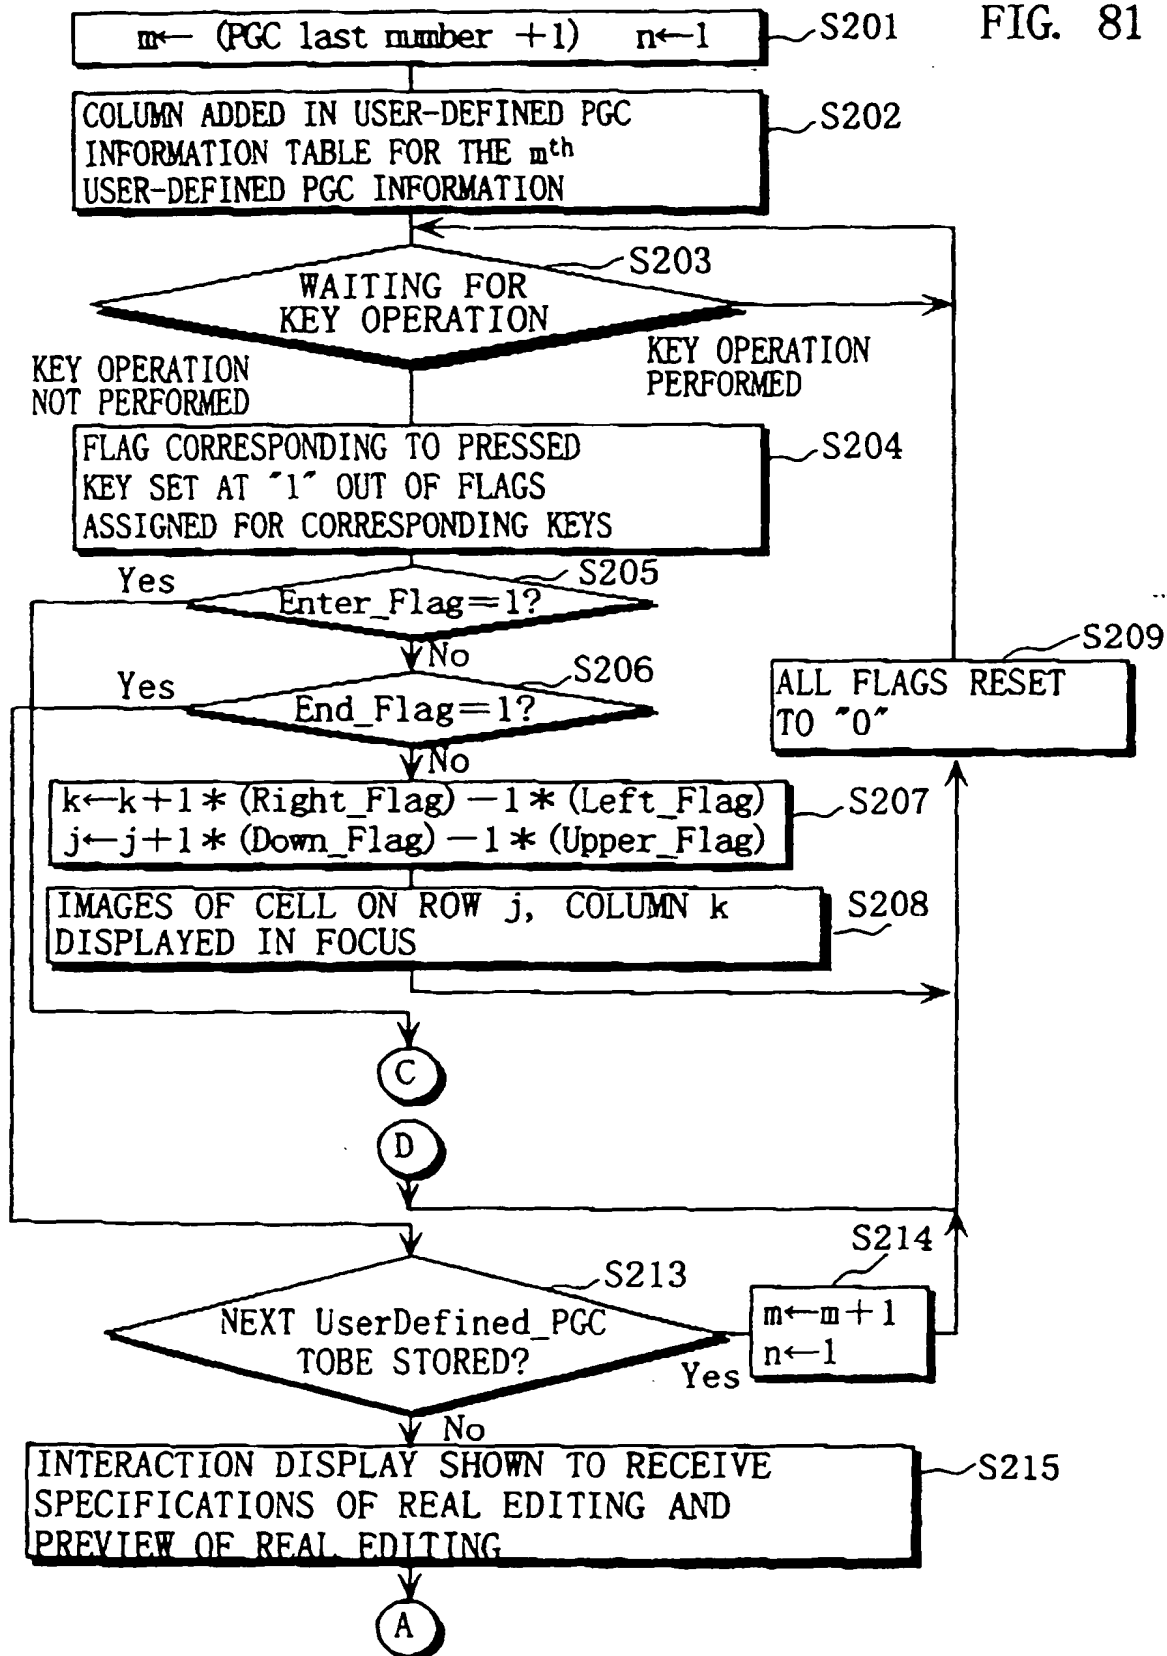 FIG. 81
m← (PGC last number +1) n←1
S201
COLUMN ADDED IN USER-DEFINED PGC
INFORMATION TABLE FOR THE mth
USER-DEFINED PGC INFORMATION
S202
S203
WAITING FOR
KEY OPERATION
KEY OPERATION
NOT PERFORMED
KEY OPERATION
PERFORMED
FLAG CORRESPONDING TO PRESSED
KEY SET AT "1" OUT OF FLAGS
ASSIGNED FOR CORRESPONDING KEYS
S204
Yes
S205
Enter_Flag=1?
No
Yes
S206
End_Flag=1?
No
S209
ALL FLAGS RESET
TO "0"
k←k+1*(Right_Flag)-1*(Left_Flag)
j←j+1*(Down_Flag)-1*(Upper_Flag)
S207
IMAGES OF CELL ON ROW j, COLUMN k
DISPLAYED IN FOCUS
S208
C
D
S213
NEXT UserDefined_PGC
TOBE STORED?
Yes
S214
m←m+1
n←1
No
INTERACTION DISPLAY SHOWN TO RECEIVE
SPECIFICATIONS OF REAL EDITING AND
PREVIEW OF REAL EDITING
S215
A